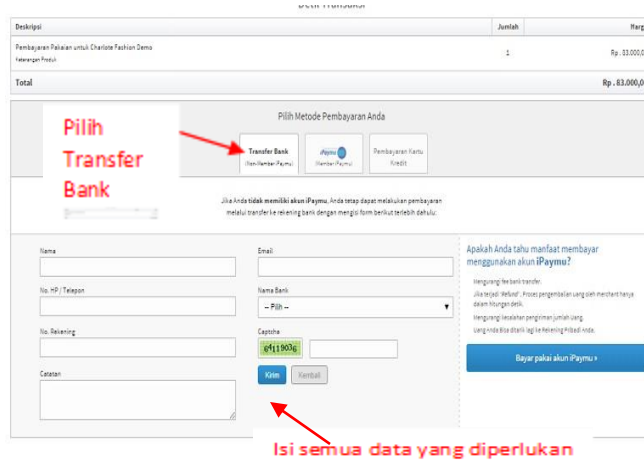 Detil Transaksi
Deskripsi Jumlah Harg
Pembayaran Pakaian untuk Charlote Fashion Demo 1 Rp. 83.000,0
Keterangan Produk
Total Rp. 83.000,0
Pilih Metode Pembayaran Anda
Pilih
Transfer
Bank
Transfer Bank
(Non-Member iPaymu)
iPaymu
(Member iPaymu)
Pembayaran Kartu
Kredit
Jika Anda tidak memiliki akun iPaymu, Anda tetap dapat melakukan pembayaran
melalui transfer ke rekening bank dengan mengisi form berikut terlebih dahulu:
Nama
Email
No. HP / Telepon
Nama Bank
-- Pilih --
No. Rekening
Captcha
Catatan
Kirim
Kembali
Apakah Anda tahu manfaat membayar
menggunakan akun iPaymu?
Mengurangi fee bank transfer.
Jika terjadi 'Refund', Proses pengembalian uang oleh merchant hanya
dalam hitungan detik.
Mengurangi kesalahan pengiriman jumlah Uang.
Uang Anda Bisa ditarik lagi ke Rekening Pribadi Anda.
Bayar pakai akun iPaymu »
Isi semua data yang diperlukan